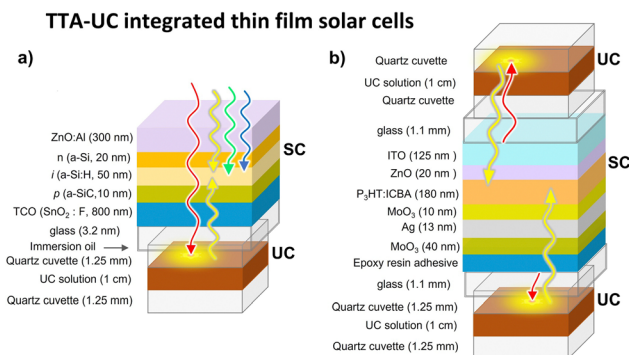 TTA-UC integrated thin film solar cells
a)
ZnO:Al (300 nm)
n (a-Si, 20 nm)
i (a-Si:H, 50 nm)
p (a-SiC,10 nm)
TCO (SnO₂ : F, 800 nm)
glass (3.2 nm)
Immersion oil
Quartz cuvette (1.25 mm)
UC solution (1 cm)
Quartz cuvette (1.25 mm)
SC
UC
b)
Quartz cuvette
UC solution (1 cm)
Quartz cuvette
glass (1.1 mm)
ITO (125 nm )
ZnO (20 nm )
P₃HT:ICBA (180 nm)
MoO₃ (10 nm)
Ag (13 nm)
MoO₃ (40 nm)
Epoxy resin adhesive
glass (1.1 mm)
Quartz cuvette (1.25 mm)
UC solution (1 cm)
Quartz cuvette (1.25 mm)
UC
SC
UC